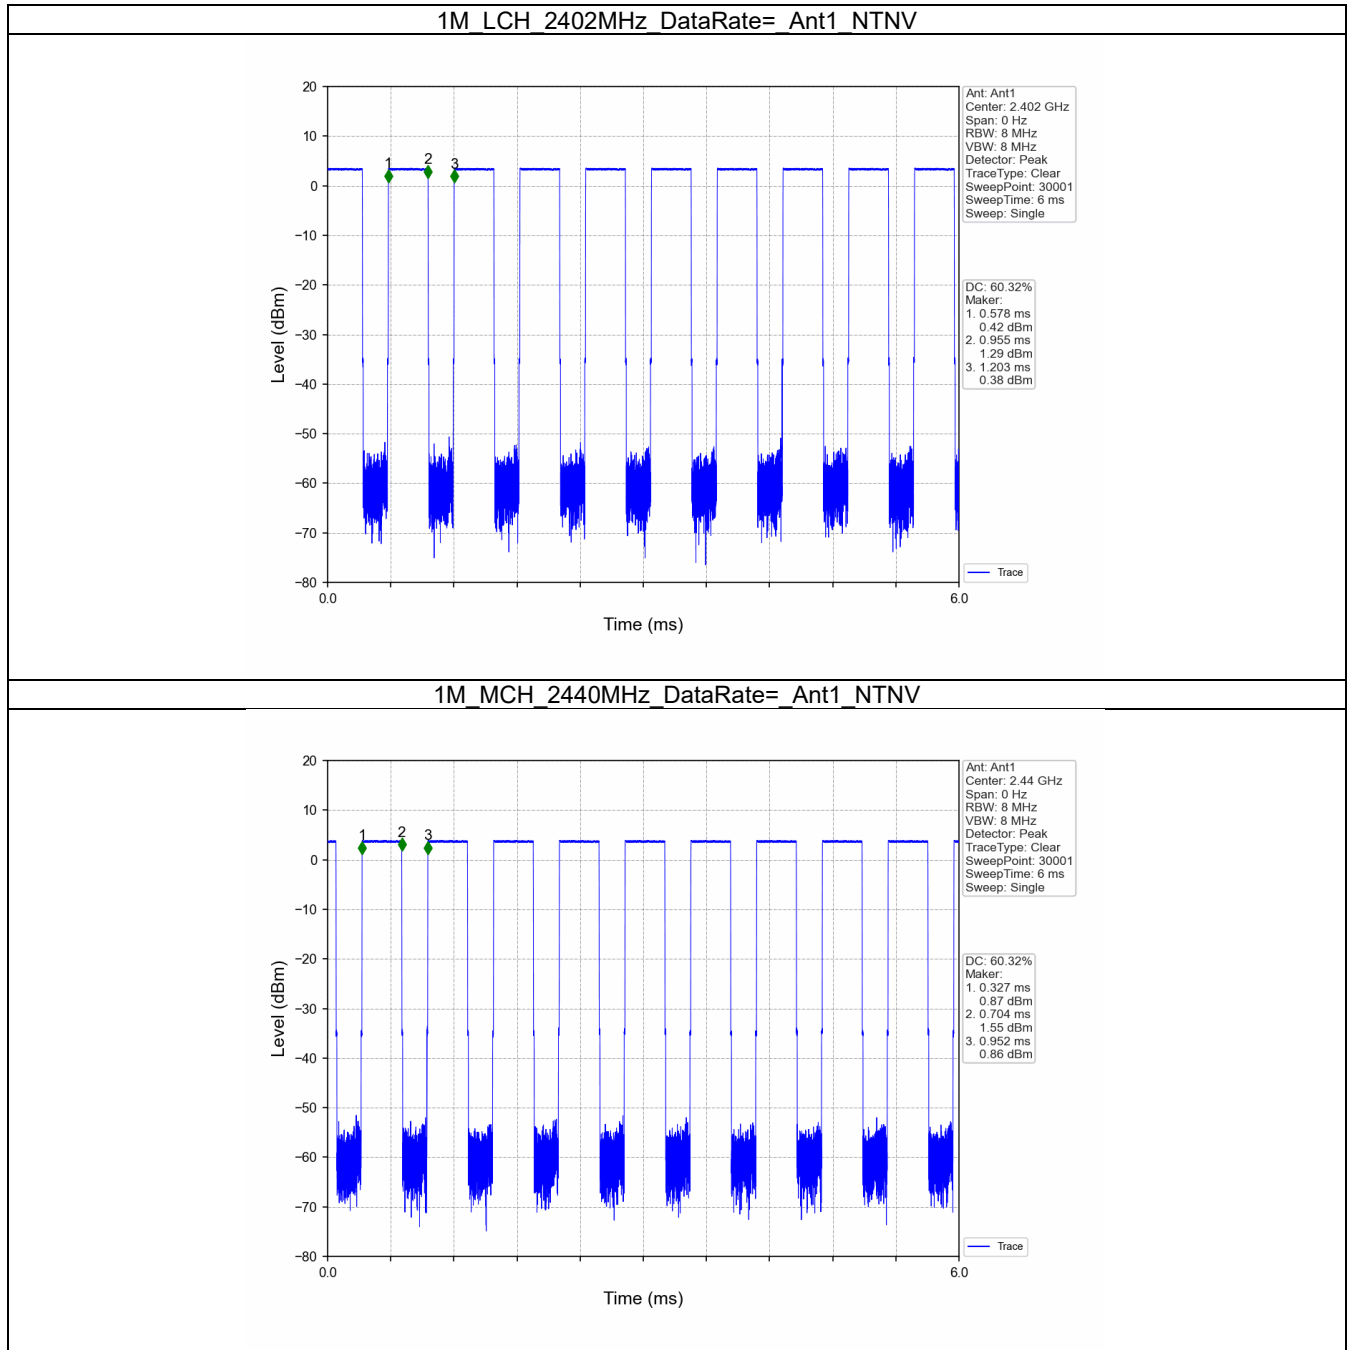 1M_LCH_2402MHz_DataRate=_Ant1_NTNV
20
10
0
−10
−20
−30
−40
−50
−60
−70
−80
Level (dBm)
1
2
3
0.0
6.0
Time (ms)
Ant: Ant1
Center: 2.402 GHz
Span: 0 Hz
RBW: 8 MHz
VBW: 8 MHz
Detector: Peak
TraceType: Clear
SweepPoint: 30001
SweepTime: 6 ms
Sweep: Single
DC: 60.32%
Maker:
1. 0.578 ms
0.42 dBm
2. 0.955 ms
1.29 dBm
3. 1.203 ms
0.38 dBm
Trace
1M_MCH_2440MHz_DataRate=_Ant1_NTNV
20
10
0
−10
−20
−30
−40
−50
−60
−70
−80
Level (dBm)
1
2
3
0.0
6.0
Time (ms)
Ant: Ant1
Center: 2.44 GHz
Span: 0 Hz
RBW: 8 MHz
VBW: 8 MHz
Detector: Peak
TraceType: Clear
SweepPoint: 30001
SweepTime: 6 ms
Sweep: Single
DC: 60.32%
Maker:
1. 0.327 ms
0.87 dBm
2. 0.704 ms
1.55 dBm
3. 0.952 ms
0.86 dBm
Trace